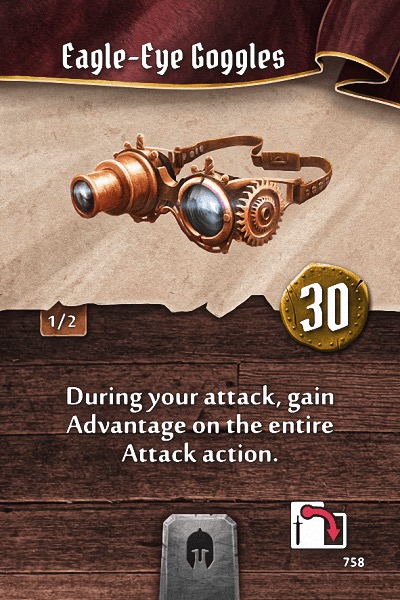 Eagle-Eye Goggles
30
1/2
During your attack, gain
Advantage on the entire
Attack action.
758